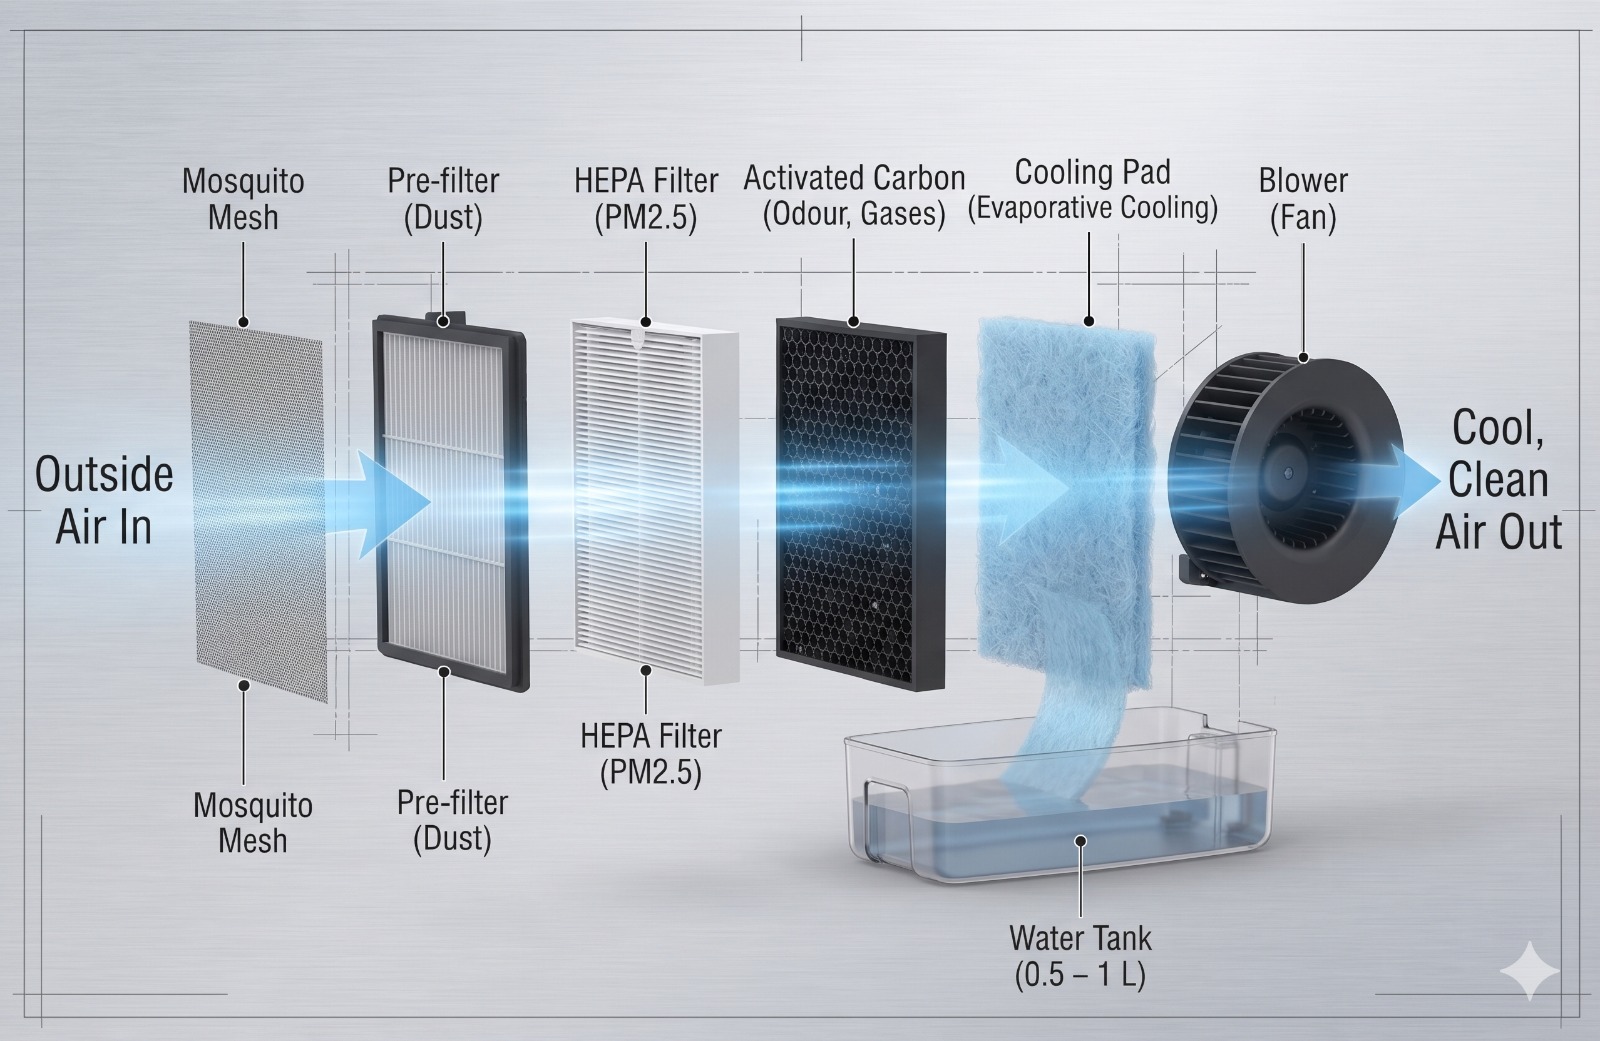 Mosquito
Mesh
Pre-filter
(Dust)
HEPA Filter
(PM2.5)
Activated Carbon
(Odour, Gases)
Cooling Pad
(Evaporative Cooling)
Blower
(Fan)
Outside
Air In
Cool,
Clean
Air Out
Mosquito
Mesh
Pre-filter
(Dust)
HEPA Filter
(PM2.5)
Water Tank
(0.5 – 1 L)